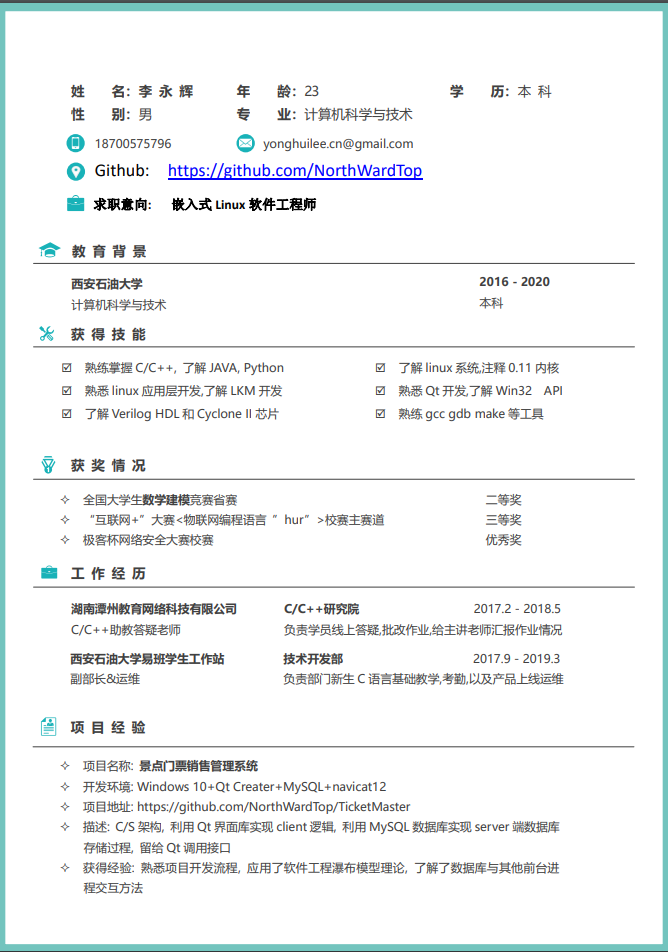 姓 名: 李 永 辉 年 龄: 23 学 历: 本 科
性 别: 男 专 业: 计算机科学与技术
18700575796 yonghuilee.cn@gmail.com
Github: https://github.com/NorthWardTop
求职意向: 嵌入式 Linux 软件工程师
教 育 背 景
西安石油大学 2016 - 2020
计算机科学与技术 本科
获 得 技 能
熟练掌握 C/C++, 了解 JAVA, Python 了解 linux 系统,注释 0.11 内核
熟悉 linux 应用层开发,了解 LKM 开发 熟悉 Qt 开发,了解 Win32 API
了解 Verilog HDL 和 Cyclone II 芯片 熟练 gcc gdb make 等工具
获 奖 情 况
全国大学生数学建模竞赛省赛 二等奖
“互联网+”大赛<物联网编程语言“hur”>校赛主赛道 三等奖
极客杯网络安全大赛校赛 优秀奖
工 作 经 历
湖南潭州教育网络科技有限公司 C/C++研究院 2017.2 - 2018.5
C/C++助教答疑老师 负责学员线上答疑,批改作业,给主讲老师汇报作业情况
西安石油大学易班学生工作站 技术开发部 2017.9 - 2019.3
副部长&运维 负责部门新生 C 语言基础教学,考勤,以及产品上线运维
项 目 经 验
项目名称: 景点门票销售管理系统
开发环境: Windows 10+Qt Creater+MySQL+navicat12
项目地址: https://github.com/NorthWardTop/TicketMaster
描述: C/S 架构, 利用 Qt 界面库实现 client 逻辑, 利用 MySQL 数据库实现 server 端数据库
存储过程, 留给 Qt 调用接口
获得经验: 熟悉项目开发流程, 应用了软件工程瀑布模型理论, 了解了数据库与其他前台进
程交互方法